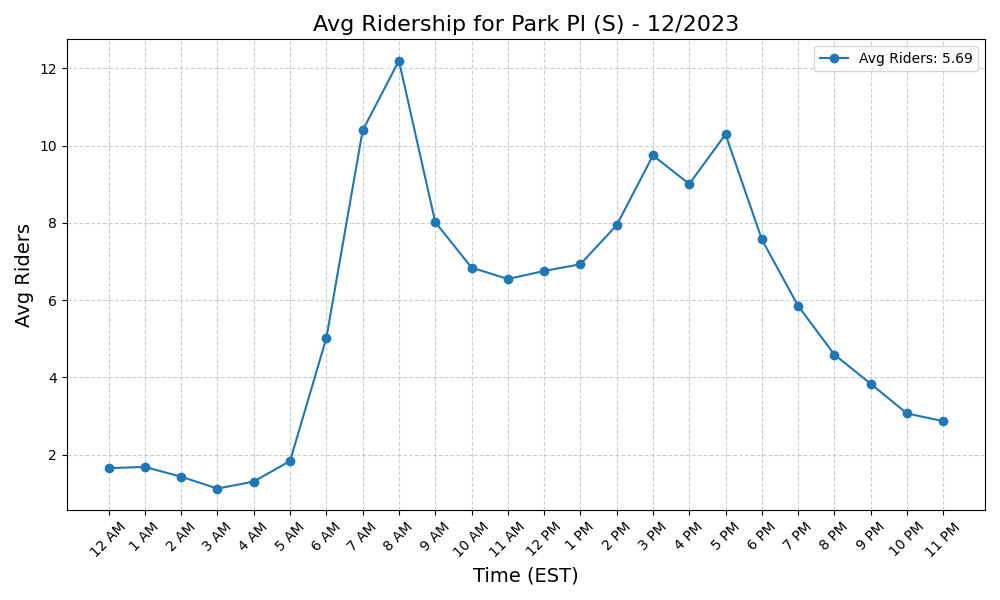 Avg Ridership for Park Pl (S) - 12/2023
Avg Riders: 5.69
Avg Riders
12
10
8
6
4
2
12 AM
1 AM
2 AM
3 AM
4 AM
5 AM
6 AM
7 AM
8 AM
9 AM
10 AM
11 AM
12 PM
1 PM
2 PM
3 PM
4 PM
5 PM
6 PM
7 PM
8 PM
9 PM
10 PM
11 PM
Time (EST)